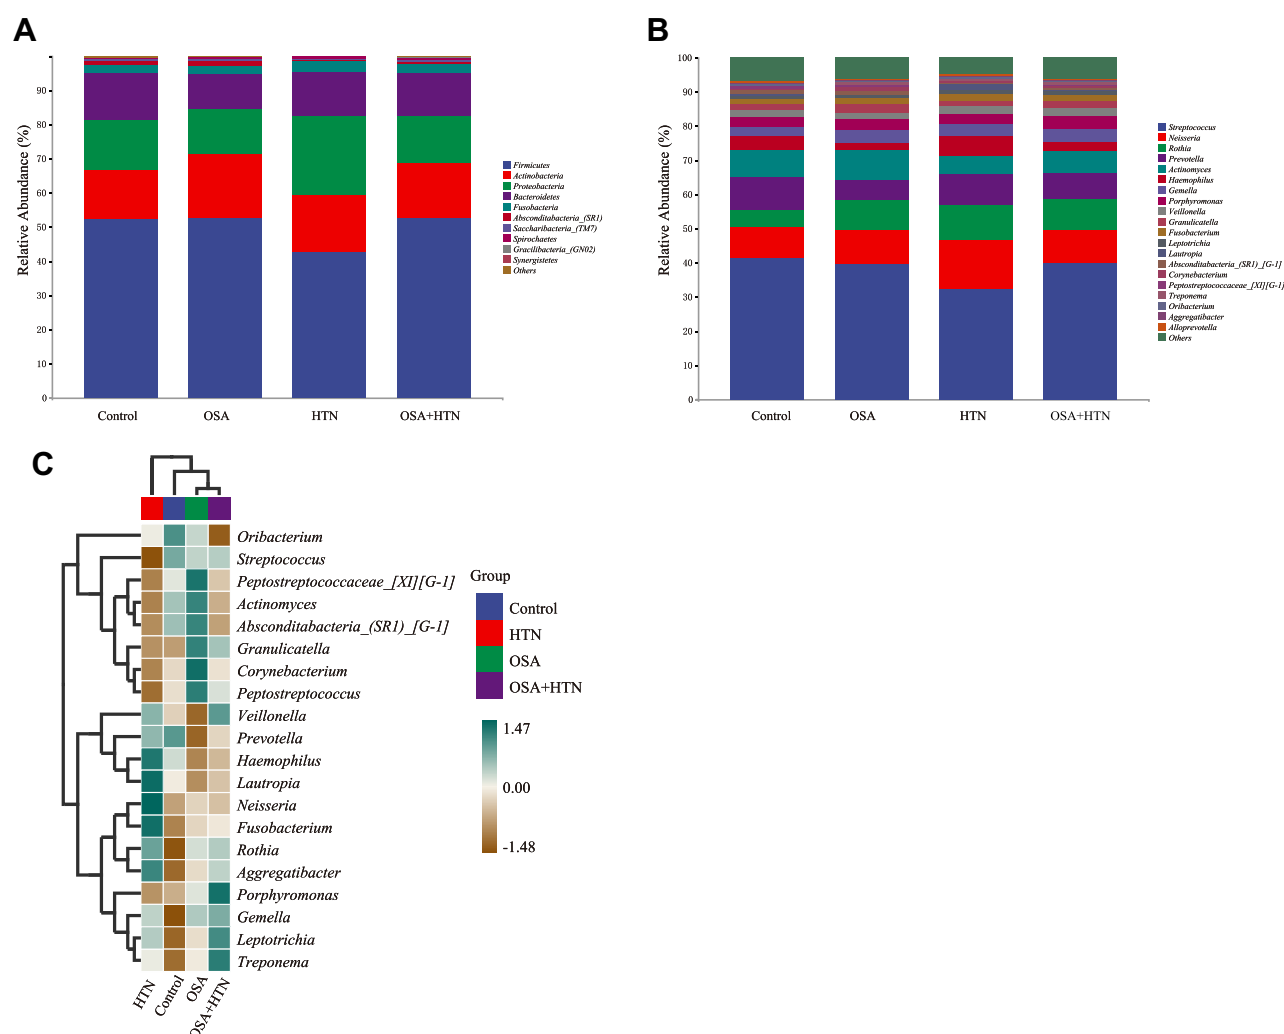 A
Relative Abundance (%)
90
80
70
60
50
40
30
20
10
0
Control
OSA
HTN
OSA+HTN
Firmicutes
Actinobacteria
Proteobacteria
Bacteroidetes
Fusobacteria
Absconditabacteria_(SR1)
Saccharibacteria_(TM7)
Spirochaetes
Gracilibacteria_(GN02)
Synergistetes
Others
B
Relative Abundance (%)
100
90
80
70
60
50
40
30
20
10
0
Control
OSA
HTN
OSA+HTN
Streptococcus
Neisseria
Rothia
Prevotella
Actinomyces
Haemophilus
Gemella
Porphyromonas
Veillonella
Granulicatella
Fusobacterium
Leptotrichia
Lautropia
Absconditabacteria_(SR1)_[G-1]
Corynebacterium
Peptostreptococcaceae_[XI][G-1]
Treponema
Oribacterium
Aggregatibacter
Alloprevotella
Others
C
Oribacterium
Streptococcus
Peptostreptococcaceae_[XI][G-1]
Actinomyces
Absconditabacteria_(SR1)_[G-1]
Granulicatella
Corynebacterium
Peptostreptococcus
Veillonella
Prevotella
Haemophilus
Lautropia
Neisseria
Fusobacterium
Rothia
Aggregatibacter
Porphyromonas
Gemella
Leptotrichia
Treponema
HTN
Control
OSA
OSA+HTN
Group
Control
HTN
OSA
OSA+HTN
1.47
0.00
-1.48